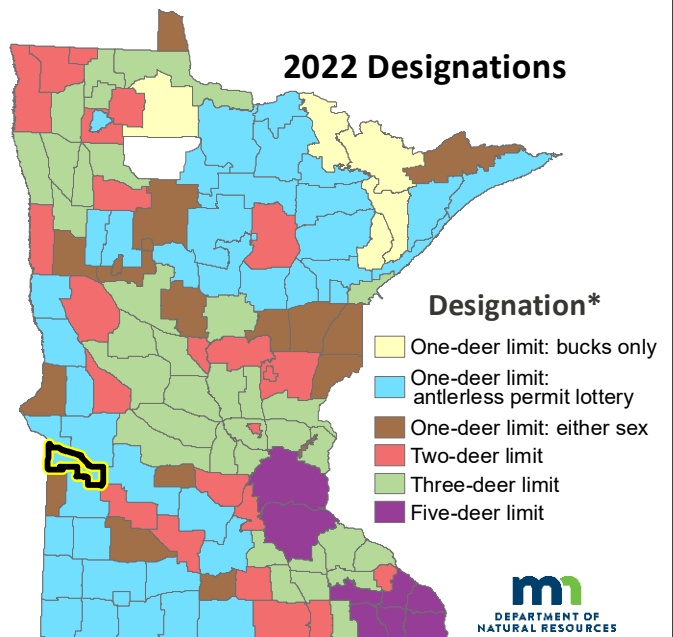 2022 Designations
Designation*
One-deer limit: bucks only
One-deer limit:
antlerless permit lottery
One-deer limit: either sex
Two-deer limit
Three-deer limit
Five-deer limit
mn
DEPARTMENT OF
NATURAL RESOURCES